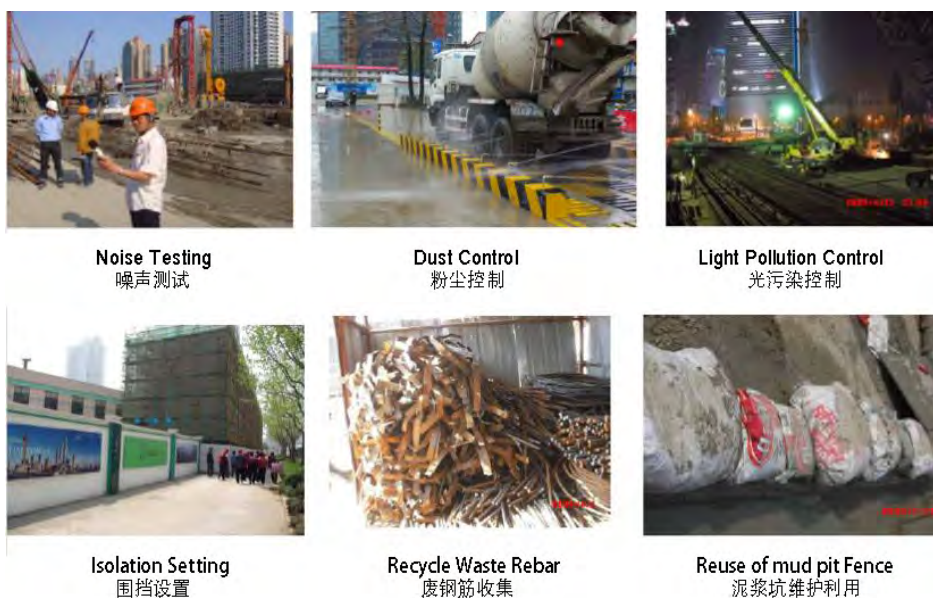 Noise Testing
噪声测试
Dust Control
粉尘控制
Light Pollution Control
光污染控制
Isolation Setting
围挡设置
Recycle Waste Rebar
废钢筋收集
Reuse of mud pit Fence
泥浆坑维护利用